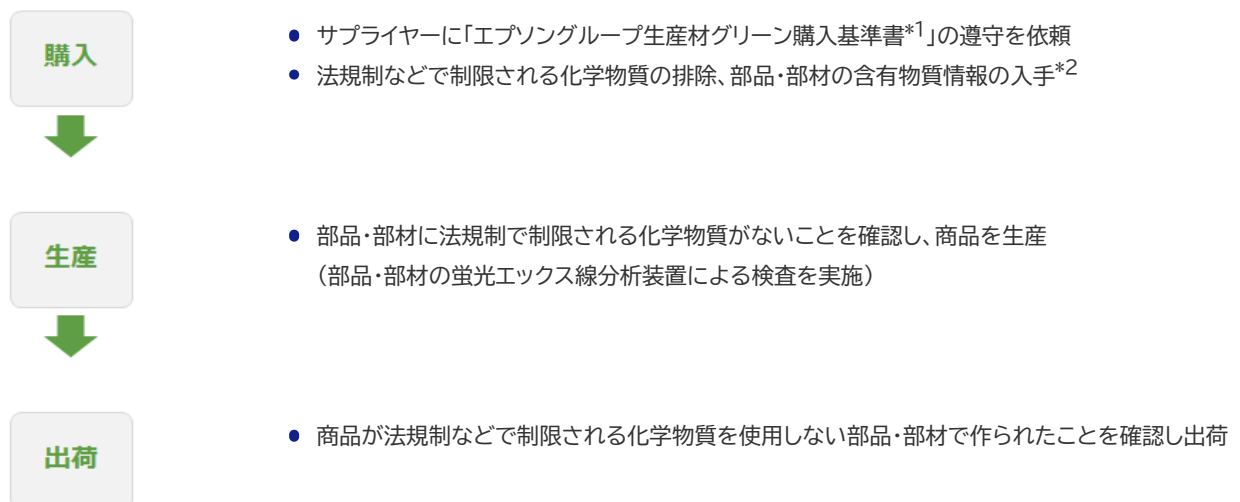 購入
サプライヤーに「エプソングループ生産材グリーン購入基準書*1」の遵守を依頼
法規制などで制限される化学物質の排除、部品・部材の含有物質情報の入手*2
生産
部品・部材に法規制で制限される化学物質がないことを確認し、商品を生産
（部品・部材の蛍光エックス線分析装置による検査を実施）
出荷
商品が法規制などで制限される化学物質を使用しない部品・部材で作られたことを確認し出荷